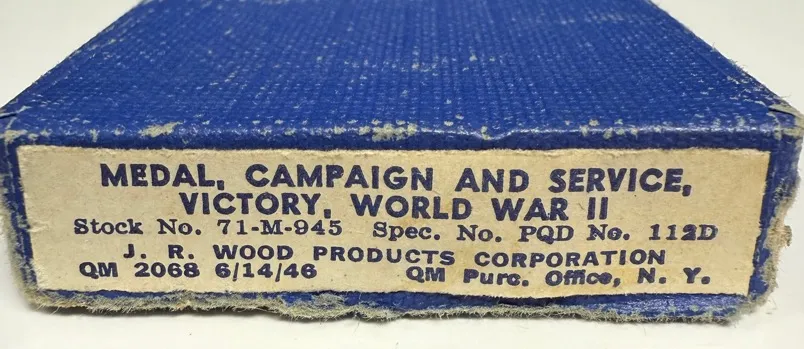 MEDAL, CAMPAIGN AND SERVICE,
VICTORY, WORLD WAR II
Stock No. 71-M-945 Spec. No. PQD No. 112D
J. R. WOOD PRODUCTS CORPORATION
QM 2068 6/14/46 QM Purc. Office, N. Y.